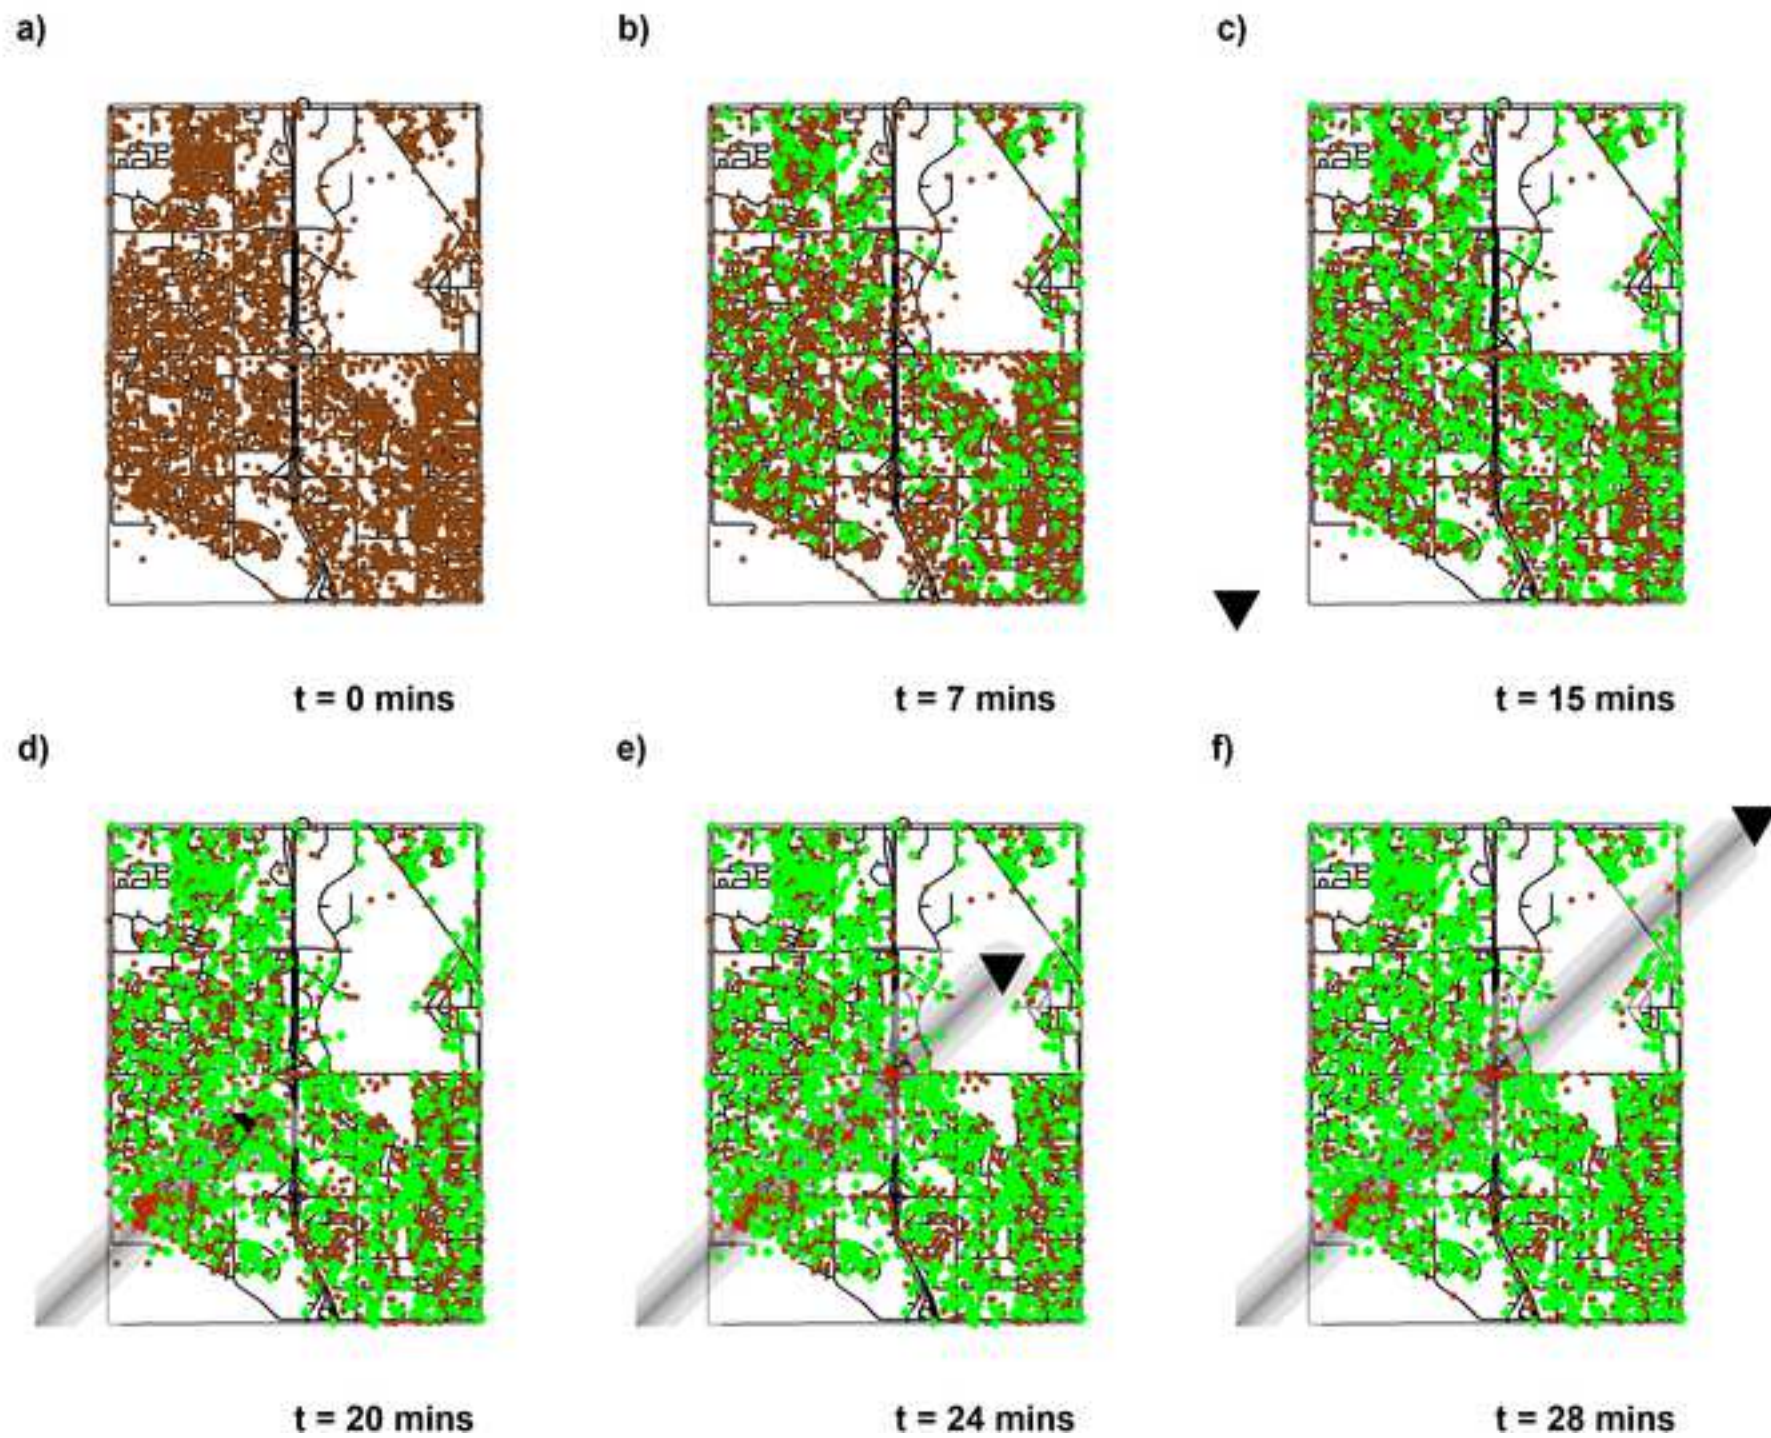 a)
b)
c)
t = 0 mins
t = 7 mins
t = 15 mins
d)
e)
f)
t = 20 mins
t = 24 mins
t = 28 mins